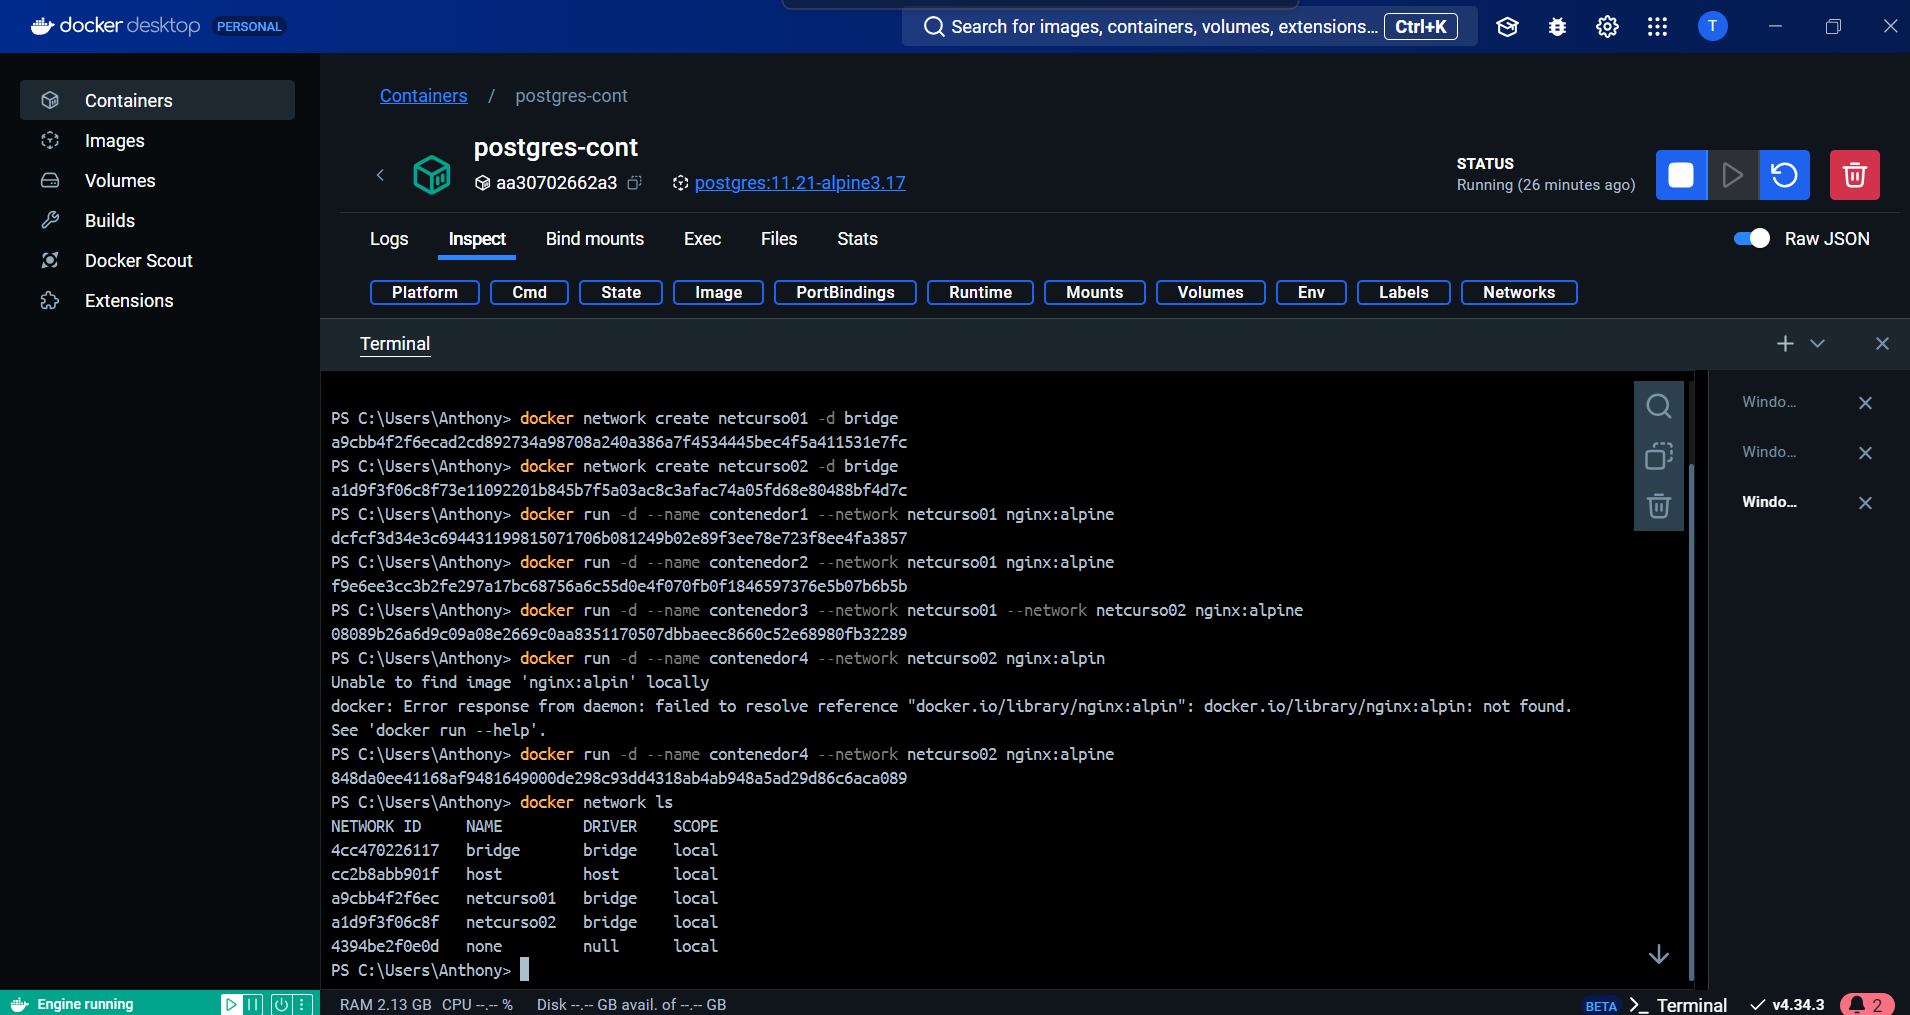 docker desktop PERSONAL
Search for images, containers, volumes, extensions... Ctrl+K
T
Containers
Images
Volumes
Builds
Docker Scout
Extensions
Containers / postgres-cont
postgres-cont
aa30702662a3 postgres:11.21-alpine3.17
STATUS
Running (26 minutes ago)
Logs Inspect Bind mounts Exec Files Stats
Raw JSON
Platform Cmd State Image PortBindings Runtime Mounts Volumes Env Labels Networks
Terminal
PS C:\Users\Anthony> docker network create netcurso01 -d bridge
a9cbb4f2f6ecad2cd892734a98708a240a386a7f4534445bec4f5a411531e7fc
PS C:\Users\Anthony> docker network create netcurso02 -d bridge
a1d9f3f06c8f73e11092201b845b7f5a03ac8c3afac74a05fd68e80488bf4d7c
PS C:\Users\Anthony> docker run -d --name contenedor1 --network netcurso01 nginx:alpine
dcfcf3d34e3c694431199815071706b081249b02e89f3ee78e723f8ee4fa3857
PS C:\Users\Anthony> docker run -d --name contenedor2 --network netcurso01 nginx:alpine
f9e6ee3cc3b2fe297a17bc68756a6c55d0e4f070fb0f1846597376e5b07b6b5b
PS C:\Users\Anthony> docker run -d --name contenedor3 --network netcurso01 --network netcurso02 nginx:alpine
08089b26a6d9c09a08e2669c0aa8351170507dbbaeec8660c52e68980fb32289
PS C:\Users\Anthony> docker run -d --name contenedor4 --network netcurso02 nginx:alpin
Unable to find image 'nginx:alpin' locally
docker: Error response from daemon: failed to resolve reference "docker.io/library/nginx:alpin": docker.io/library/nginx:alpin: not found.
See 'docker run --help'.
PS C:\Users\Anthony> docker run -d --name contenedor4 --network netcurso02 nginx:alpine
848da0ee41168af9481649000de298c93dd4318ab4ab948a5ad29d86c6aca089
PS C:\Users\Anthony> docker network ls
NETWORK ID NAME DRIVER SCOPE
4cc470226117 bridge bridge local
cc2b8abb901f host host local
a9cbb4f2f6ec netcurso01 bridge local
a1d9f3f06c8f netcurso02 bridge local
4394be2f0e0d none null local
PS C:\Users\Anthony>
Windo...
Windo...
Windo...
Engine running
RAM 2.13 GB CPU --.-- % Disk --.-- GB avail. of --.-- GB
BETA >_ Terminal v4.34.3 2